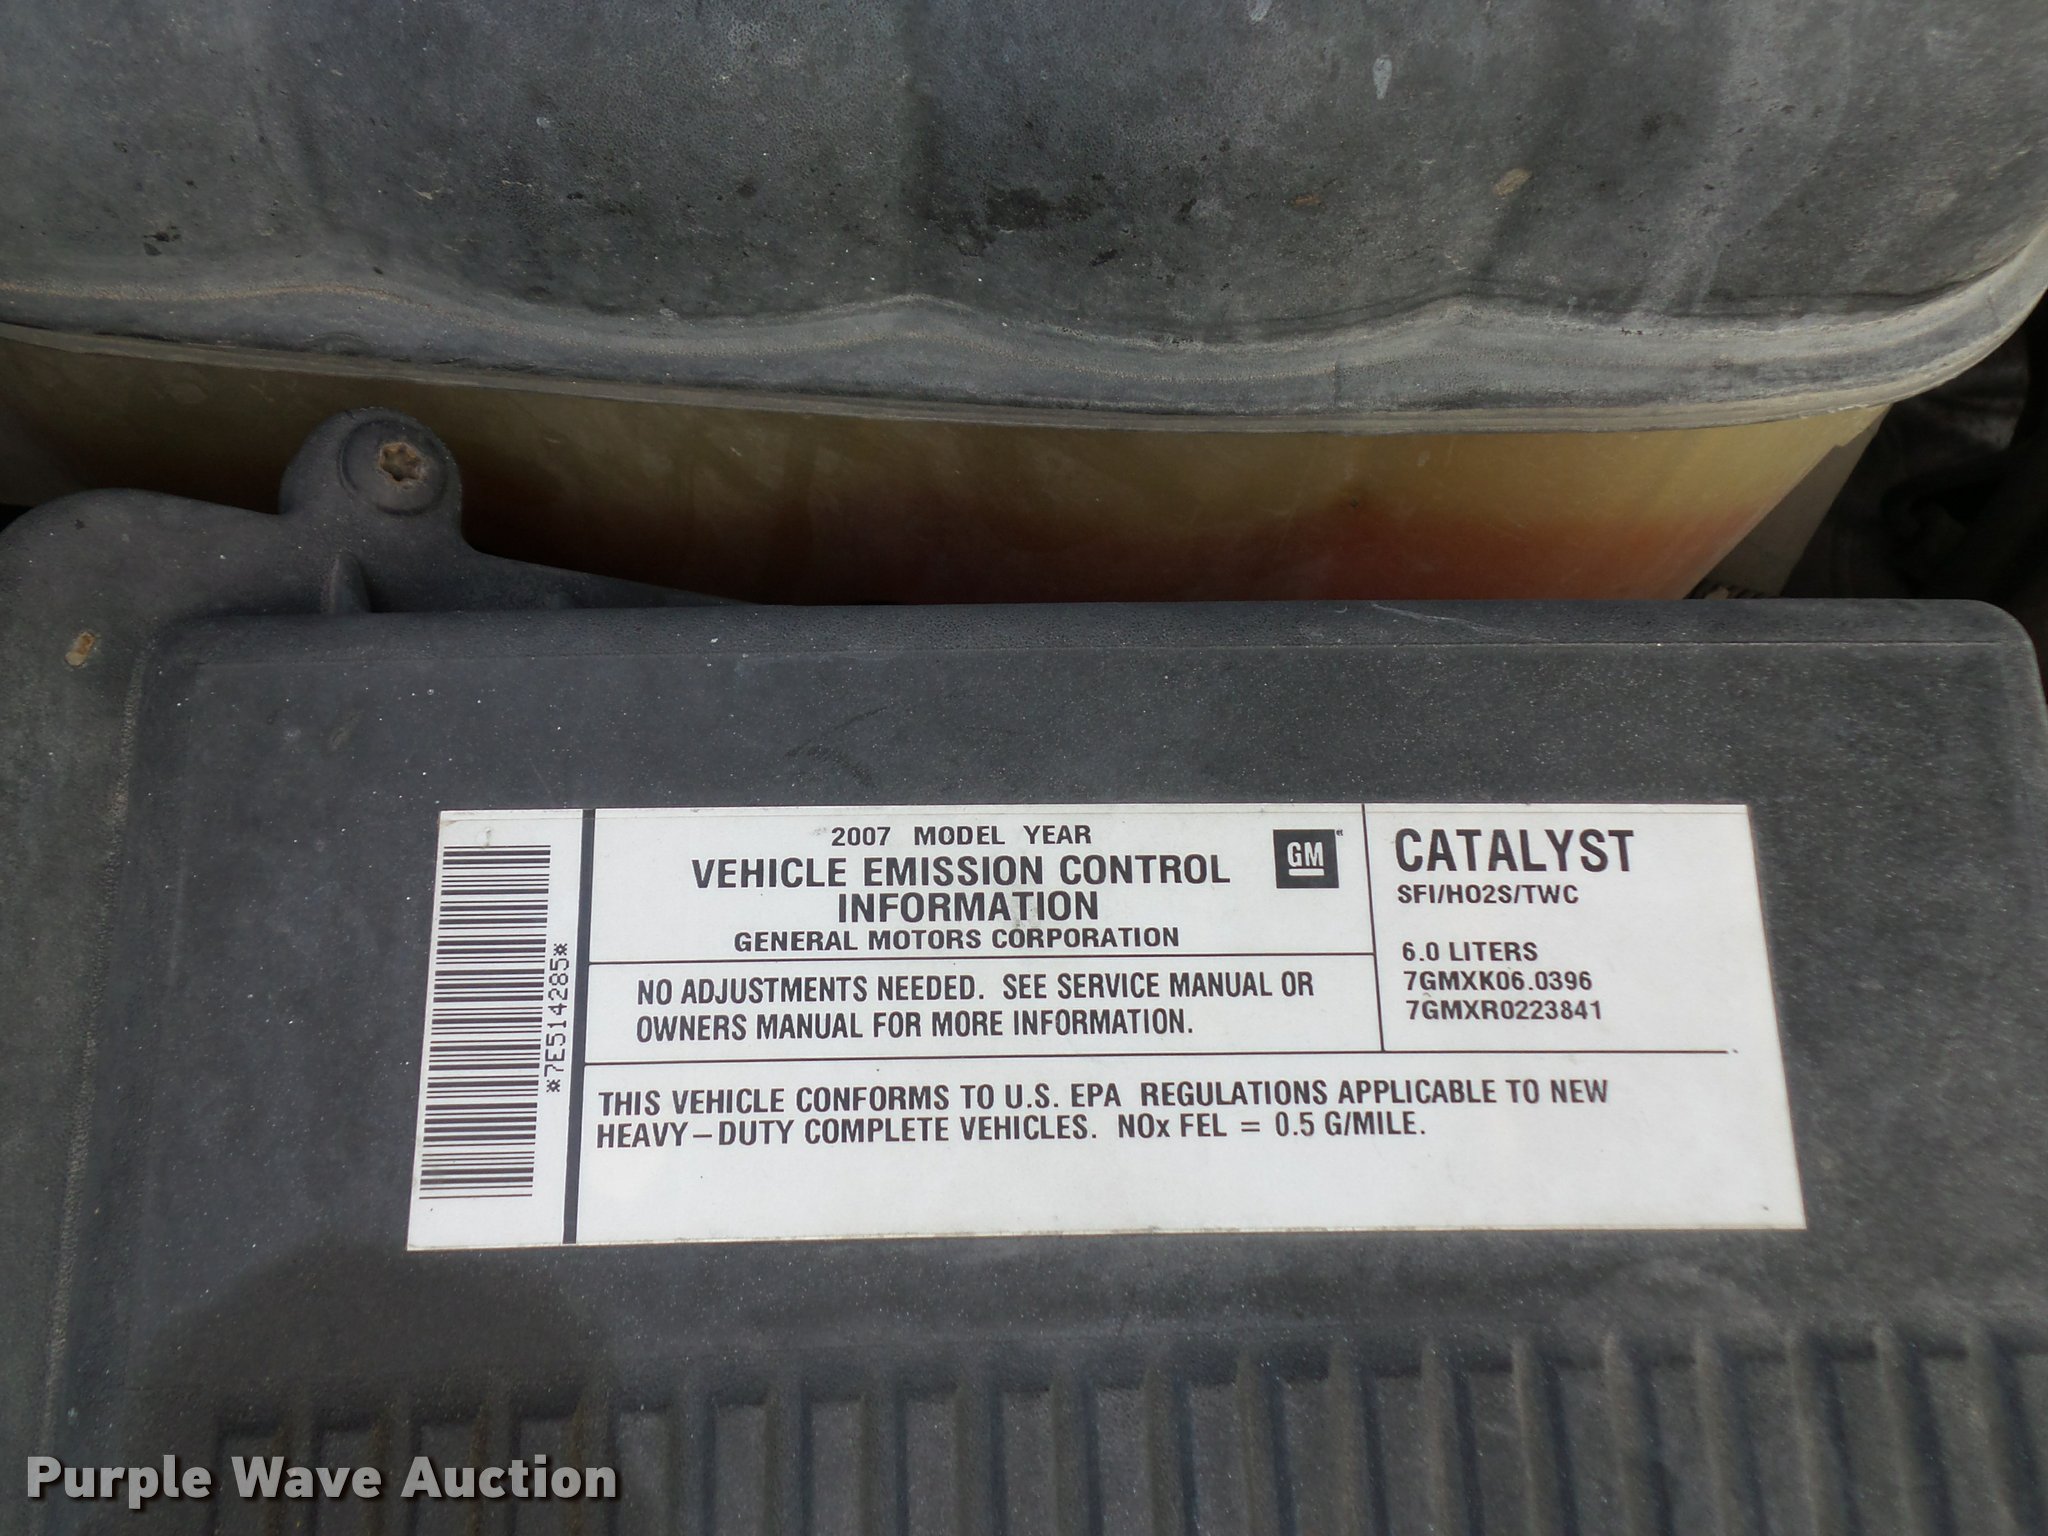 *7E514285*
2007 MODEL YEAR
VEHICLE EMISSION CONTROL
INFORMATION
GENERAL MOTORS CORPORATION
GM
NO ADJUSTMENTS NEEDED. SEE SERVICE MANUAL OR
OWNERS MANUAL FOR MORE INFORMATION.
CATALYST
SFI/HO2S/TWC
6.0 LITERS
7GMXK06.0396
7GMXR0223841
THIS VEHICLE CONFORMS TO U.S. EPA REGULATIONS APPLICABLE TO NEW
HEAVY-DUTY COMPLETE VEHICLES. NOx FEL = 0.5 G/MILE.
Purple Wave Auction